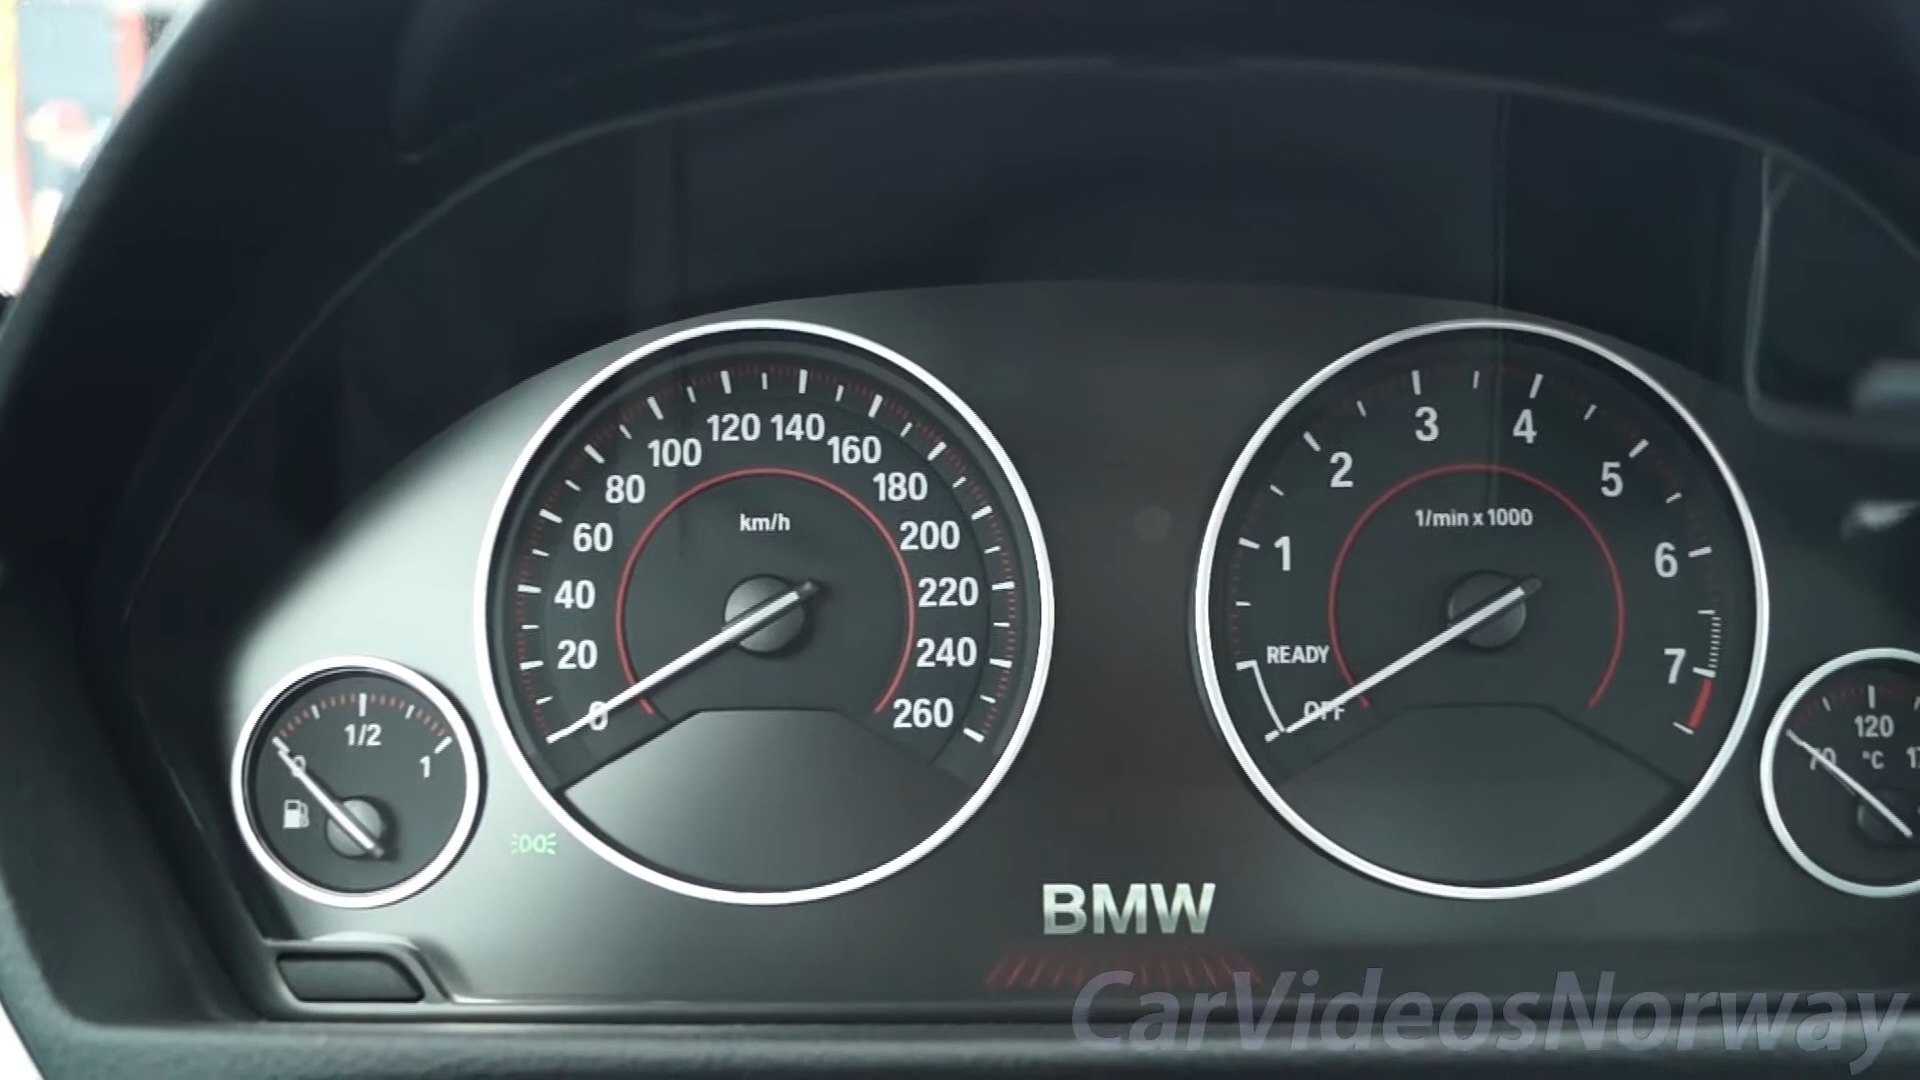 120 140
100 160
80 180
60 200
40 220
20 240
0 260
km/h
3 4
2 5
1 6
READY 7
OFF
1/min x 1000
1/2
0 1
120
70
°C
BMW
CarVideosNorway